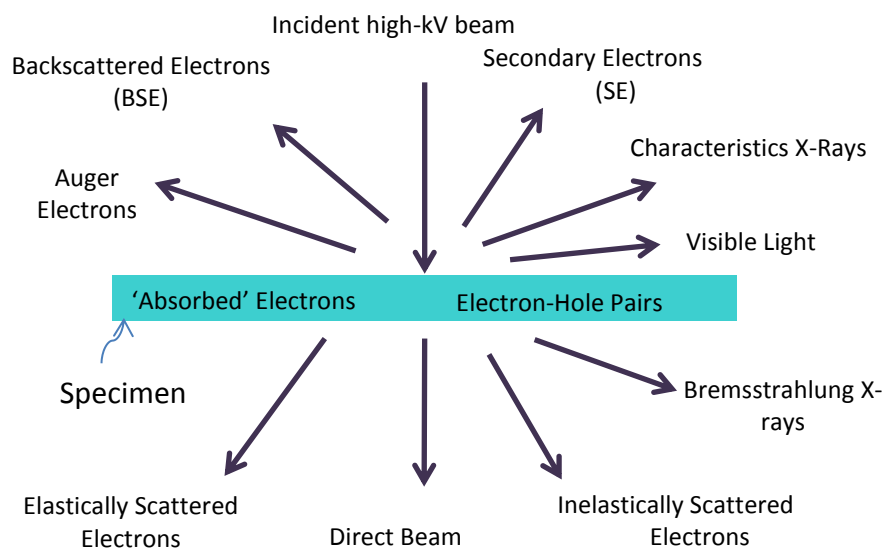 Incident high-kV beam
Backscattered Electrons
(BSE)
Secondary Electrons
(SE)
Characteristics X-Rays
Auger
Electrons
Visible Light
‘Absorbed’ Electrons
Electron-Hole Pairs
Specimen
Bremsstrahlung X-
rays
Elastically Scattered
Electrons
Direct Beam
Inelastically Scattered
Electrons